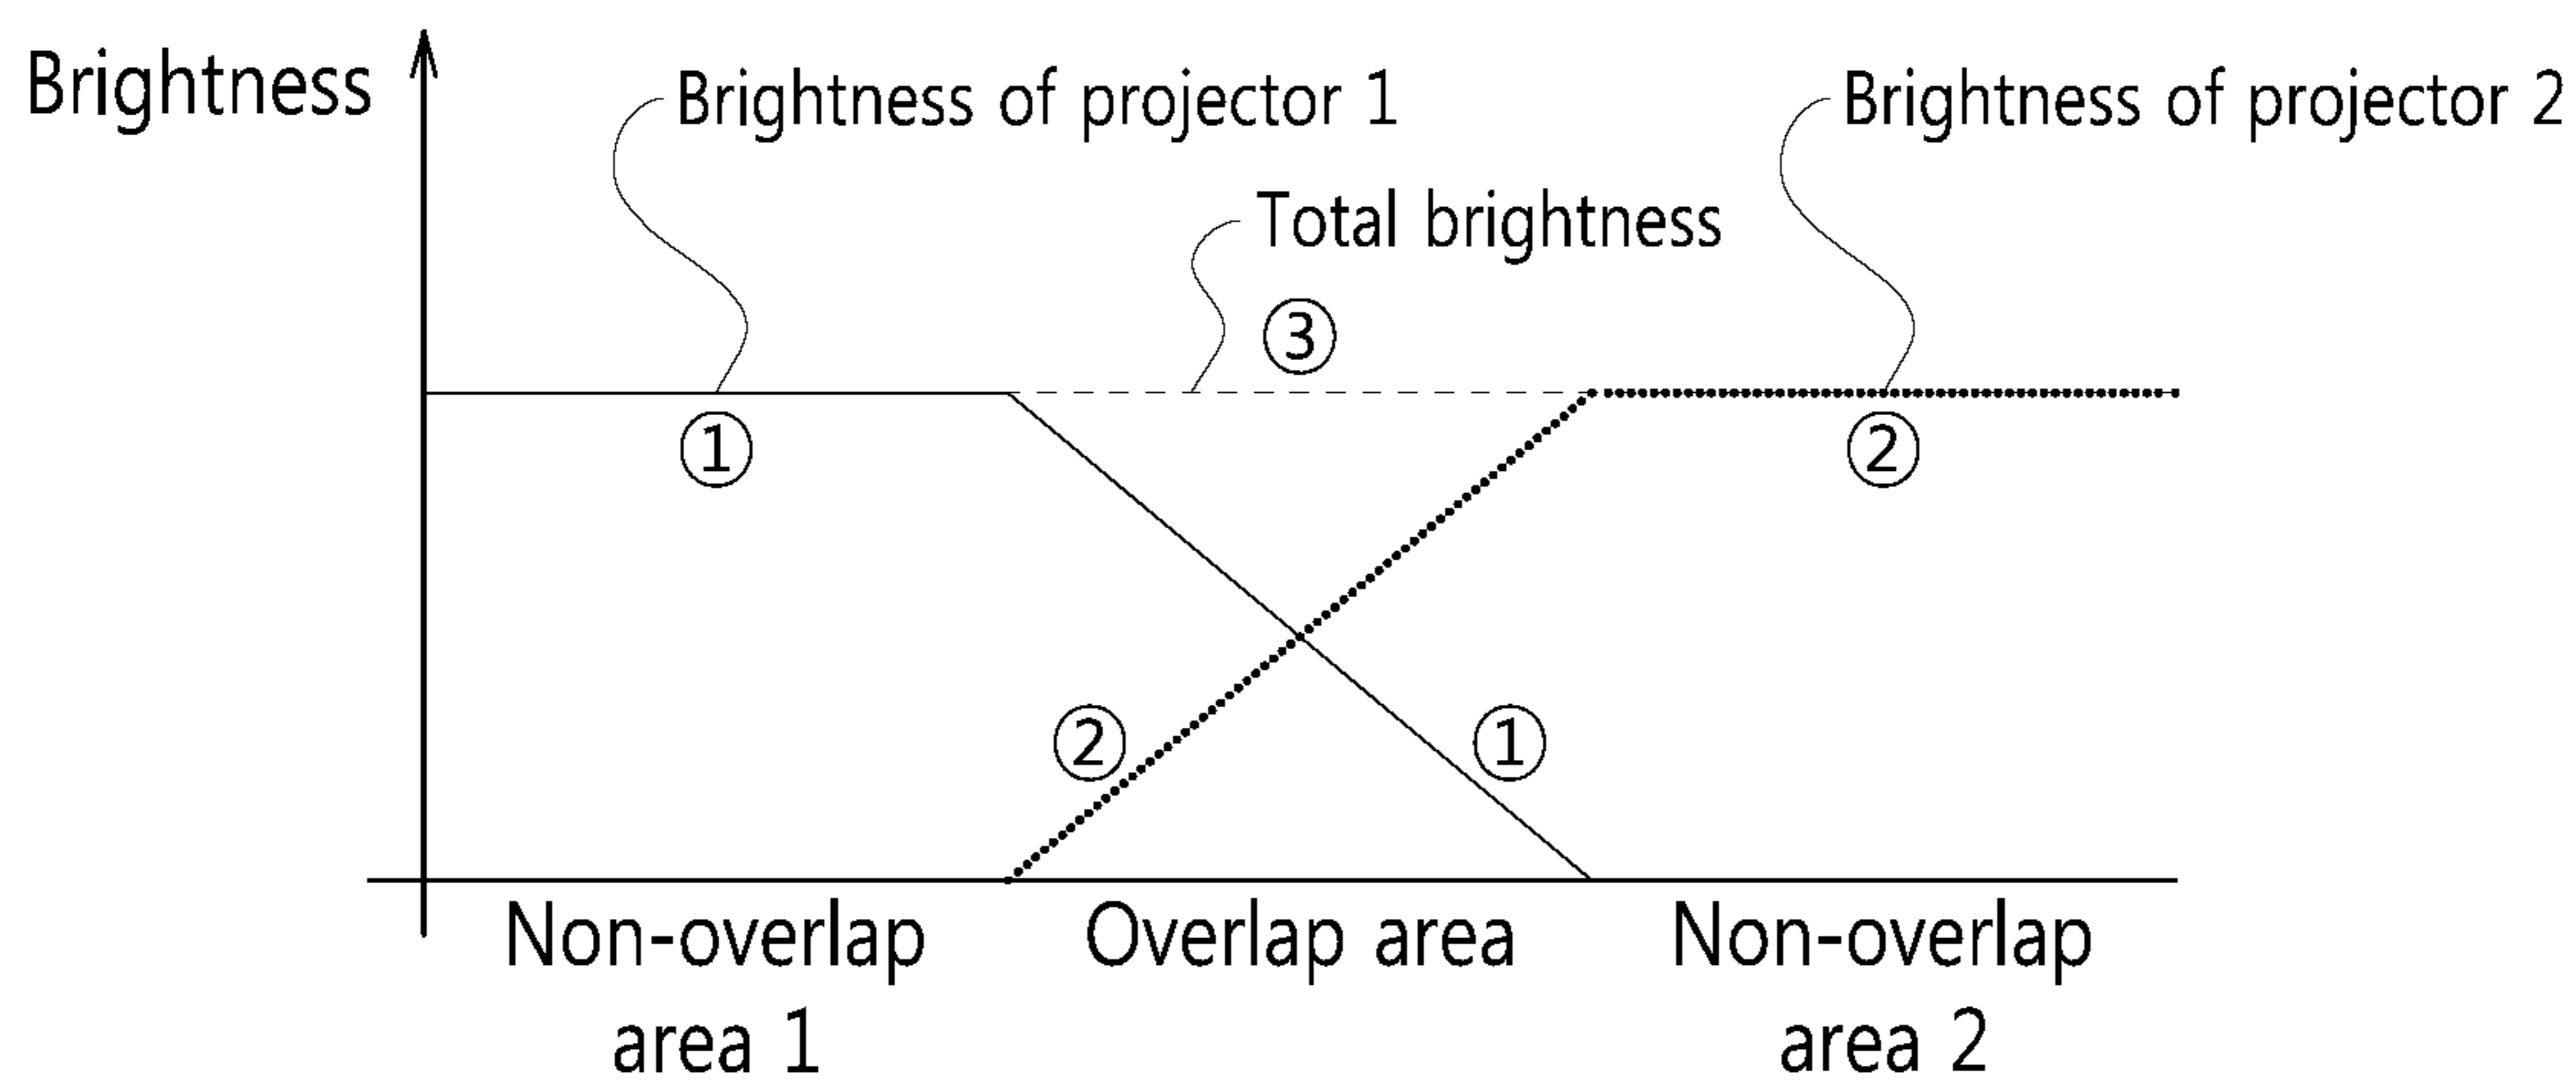 Brightness
Brightness of projector 1
Brightness of projector 2
Total brightness
③
①
②
②
①
Non-overlap
area 1
Overlap area
Non-overlap
area 2